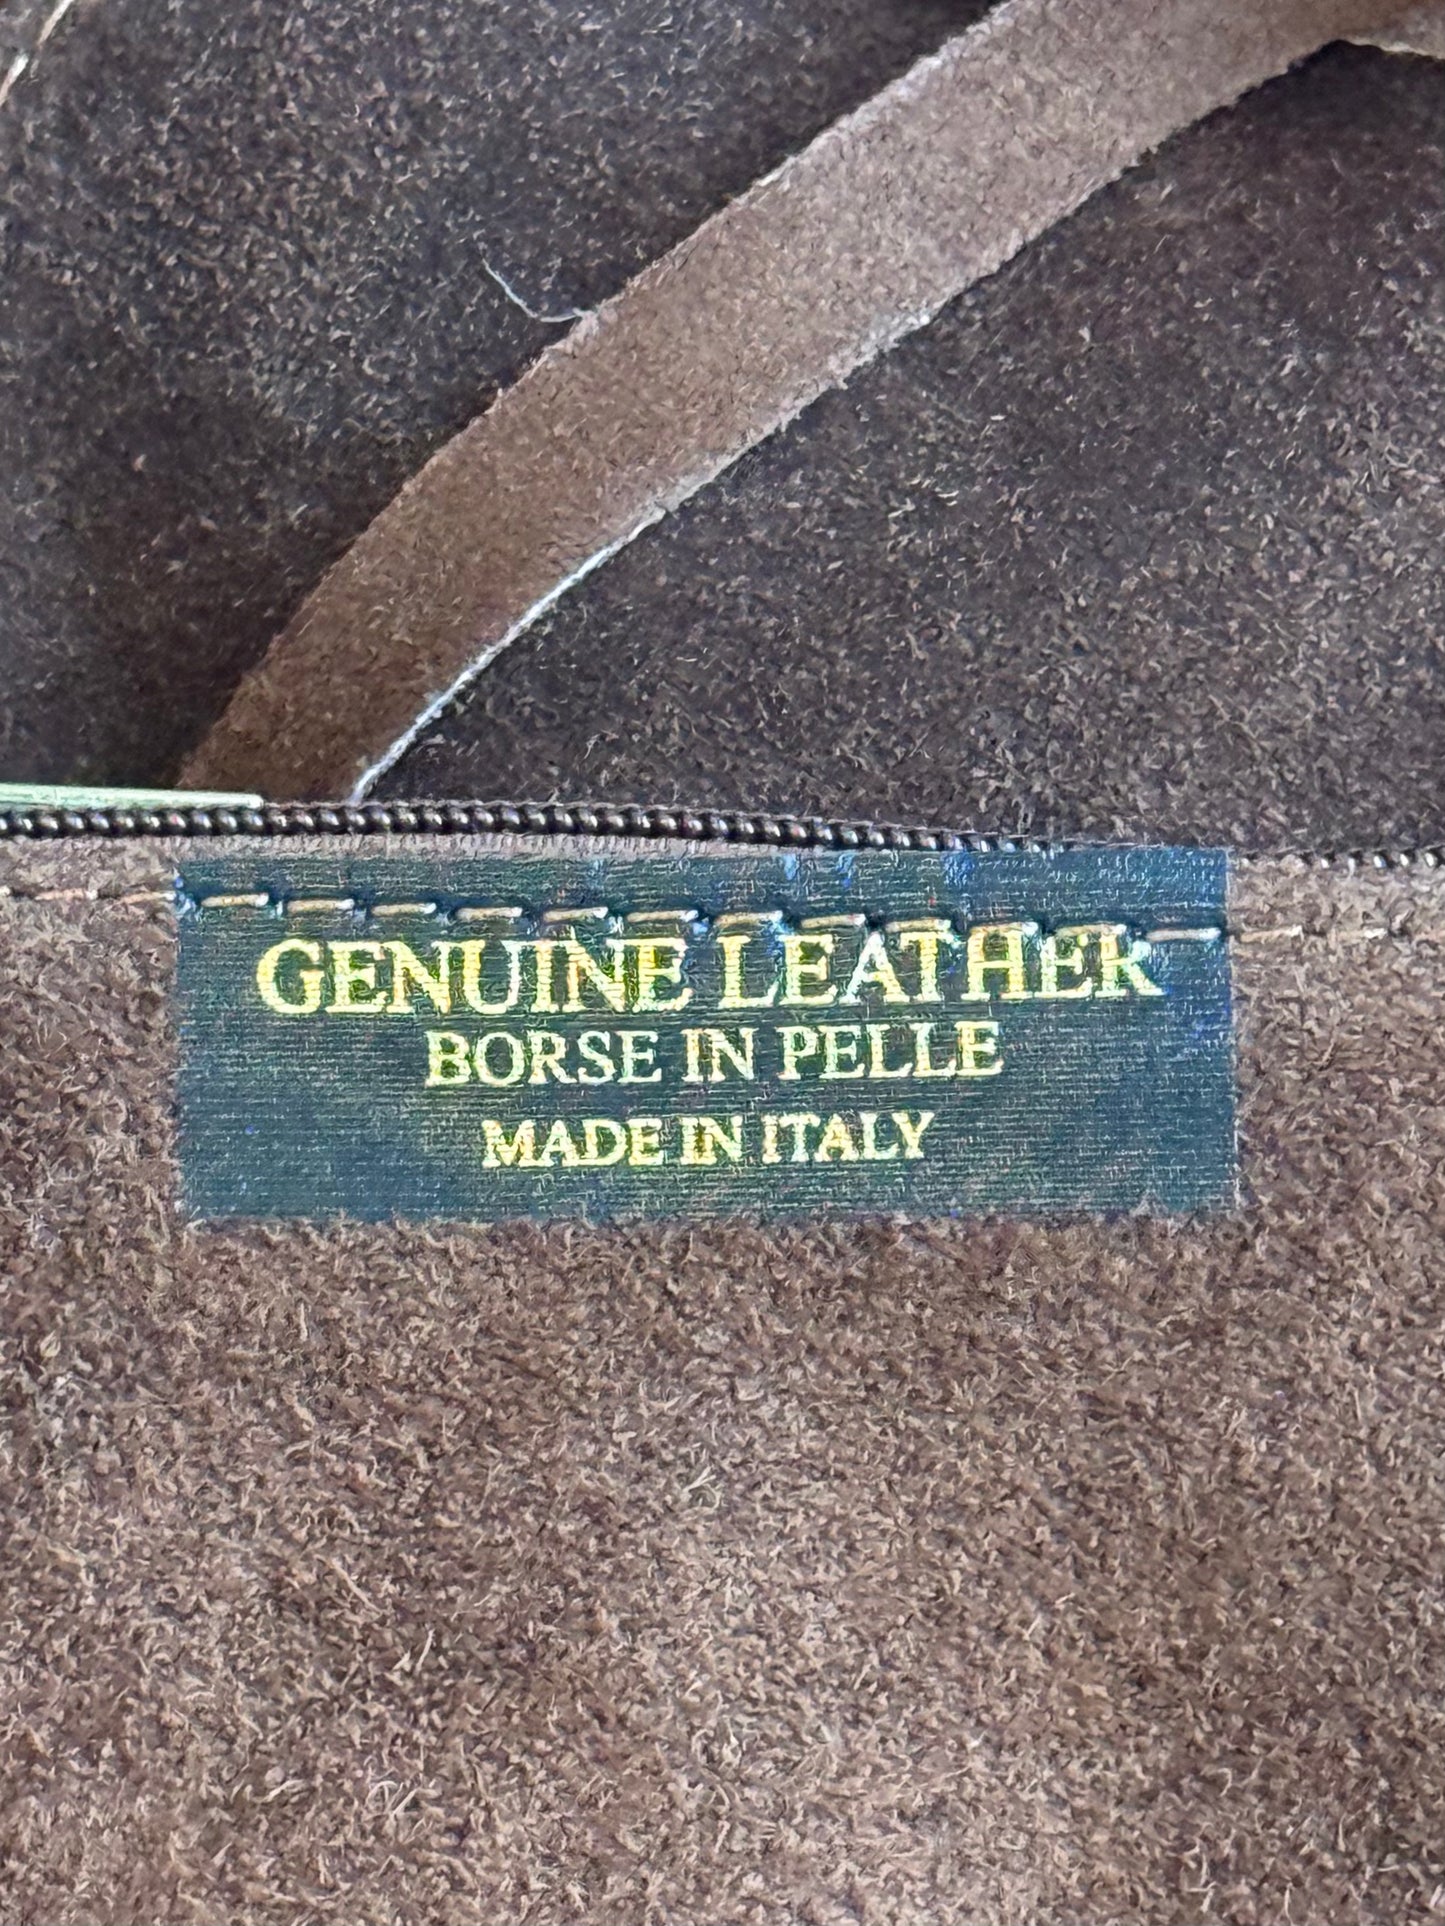 GENUINE LEATHER
BORSE IN PELLE
MADE IN ITALY